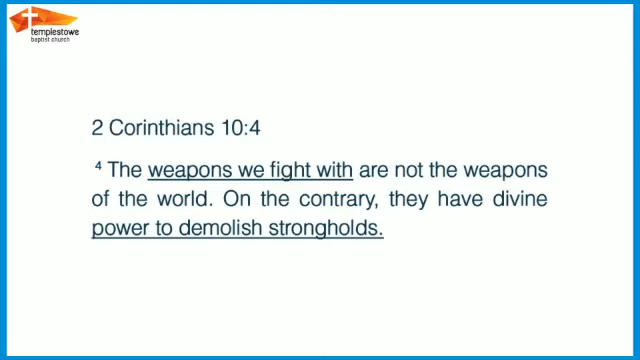 templestowe
baptist church
2 Corinthians 10:4
⁴ The weapons we fight with are not the weapons
of the world. On the contrary, they have divine
power to demolish strongholds.